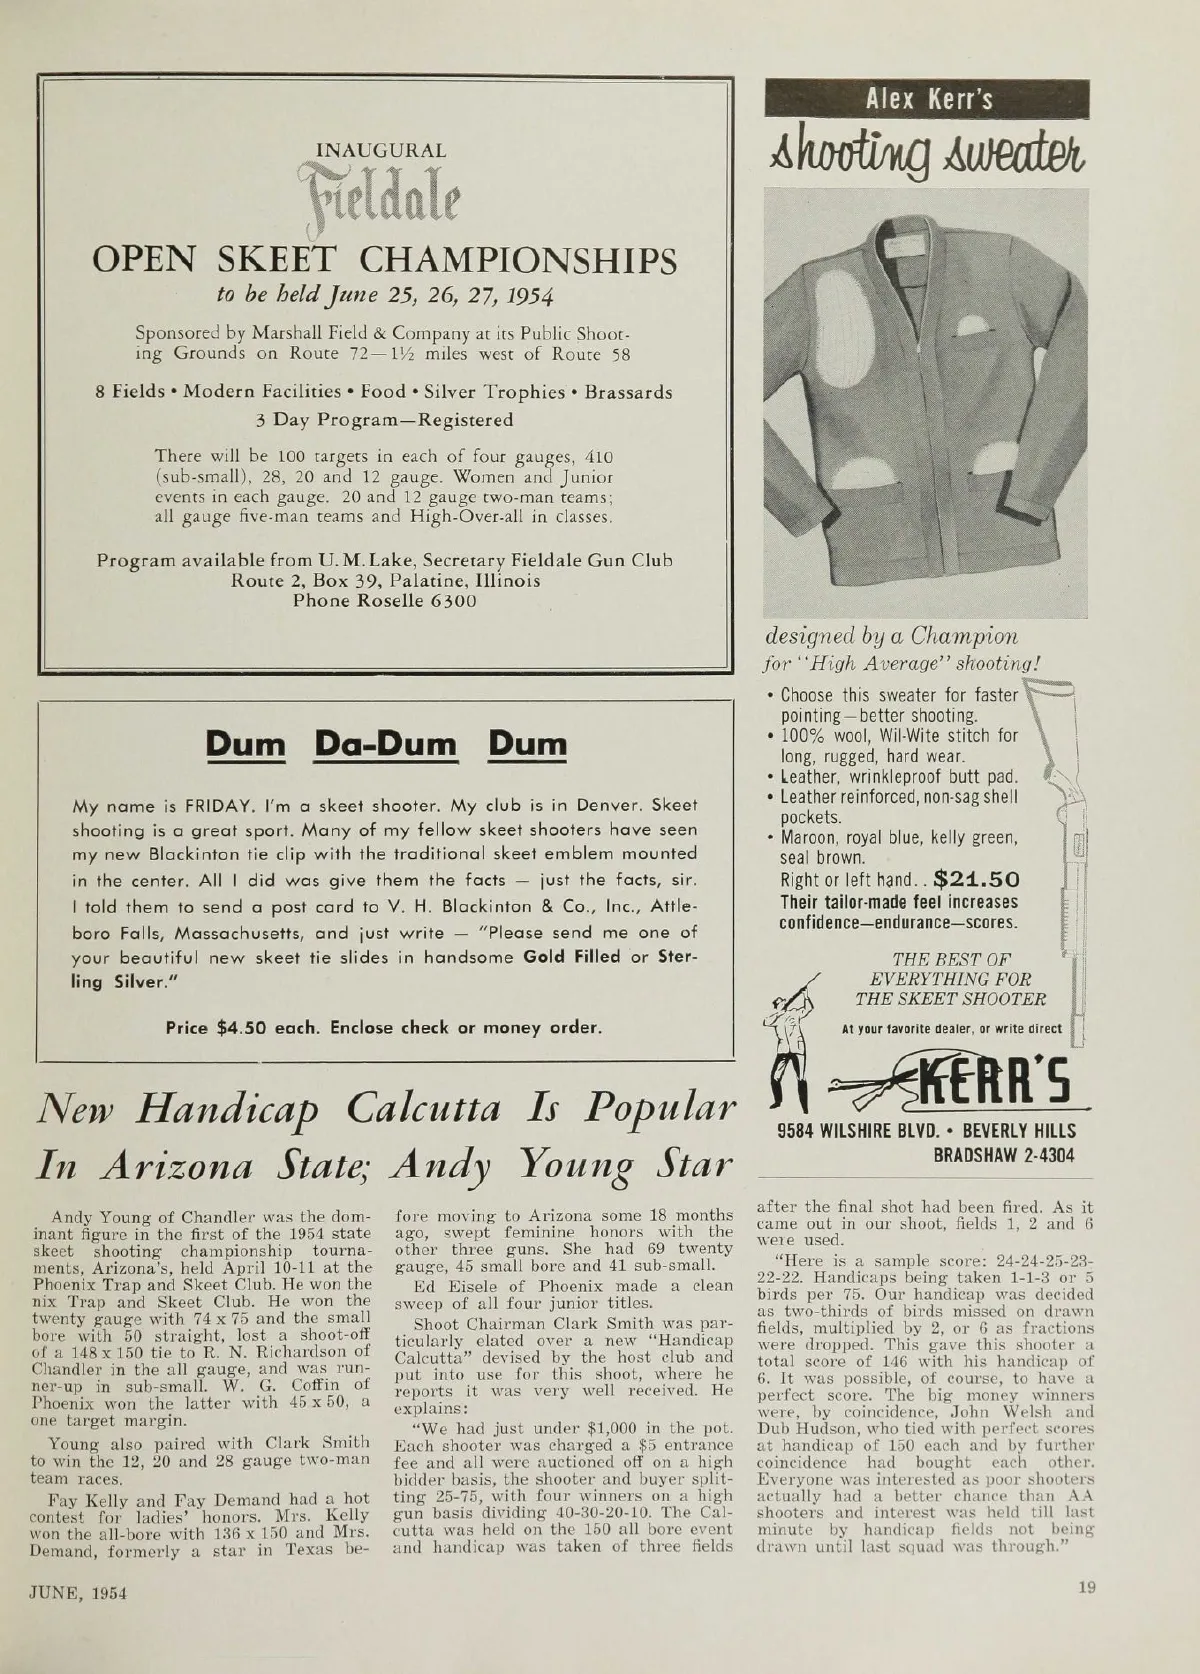 INAUGURAL
Fieldale
OPEN SKEET CHAMPIONSHIPS
to be held June 25, 26, 27, 1954
Sponsored by Marshall Field & Company at its Public Shoot-
ing Grounds on Route 72—1½ miles west of Route 58
8 Fields • Modern Facilities • Food • Silver Trophies • Brassards
3 Day Program—Registered
There will be 100 targets in each of four gauges, 410
(sub-small), 28, 20 and 12 gauge. Women and Junior
events in each gauge. 20 and 12 gauge two-man teams;
all gauge five-man teams and High-Over-all in classes.
Program available from U. M. Lake, Secretary Fieldale Gun Club
Route 2, Box 39, Palatine, Illinois
Phone Roselle 6300
Dum Da-Dum Dum
My name is FRIDAY. I'm a skeet shooter. My club is in Denver. Skeet
shooting is a great sport. Many of my fellow skeet shooters have seen
my new Blackinton tie clip with the traditional skeet emblem mounted
in the center. All I did was give them the facts — just the facts, sir.
I told them to send a post card to V. H. Blackinton & Co., Inc., Attle-
boro Falls, Massachusetts, and just write — "Please send me one of
your beautiful new skeet tie slides in handsome Gold Filled or Ster-
ling Silver."
Price $4.50 each. Enclose check or money order.
Alex Kerr's
shooting sweater
designed by a Champion
for "High Average" shooting!
• Choose this sweater for faster
pointing—better shooting.
• 100% wool, Wil-Wite stitch for
long, rugged, hard wear.
• Leather, wrinkleproof butt pad.
• Leather reinforced, non-sag shell
pockets.
• Maroon, royal blue, kelly green,
seal brown.
Right or left hand.. $21.50
Their tailor-made feel increases
confidence—endurance—scores.
THE BEST OF
EVERYTHING FOR
THE SKEET SHOOTER
At your favorite dealer, or write direct
KERR'S
9584 WILSHIRE BLVD. • BEVERLY HILLS
BRADSHAW 2-4304
New Handicap Calcutta Is Popular
In Arizona State; Andy Young Star
Andy Young of Chandler was the dom-
inant figure in the first of the 1954 state
skeet shooting championship tourna-
ments, Arizona's, held April 10-11 at the
Phoenix Trap and Skeet Club. He won the
nix Trap and Skeet Club. He won the
twenty gauge with 74 x 75 and the small
bore with 50 straight, lost a shoot-off
of a 148 x 150 tie to R. N. Richardson of
Chandler in the all gauge, and was run-
ner-up in sub-small. W. G. Coffin of
Phoenix won the latter with 45 x 50, a
one target margin.
Young also paired with Clark Smith
to win the 12, 20 and 28 gauge two-man
team races.
Fay Kelly and Fay Demand had a hot
contest for ladies' honors. Mrs. Kelly
won the all-bore with 136 x 150 and Mrs.
Demand, formerly a star in Texas be-
fore moving to Arizona some 18 months
ago, swept feminine honors with the
other three guns. She had 69 twenty
gauge, 45 small bore and 41 sub-small.
Ed Eisele of Phoenix made a clean
sweep of all four junior titles.
Shoot Chairman Clark Smith was par-
ticularly elated over a new "Handicap
Calcutta" devised by the host club and
put into use for this shoot, where he
reports it was very well received. He
explains:
"We had just under $1,000 in the pot.
Each shooter was charged a $5 entrance
fee and all were auctioned off on a high
bidder basis, the shooter and buyer split-
ting 25-75, with four winners on a high
gun basis dividing 40-30-20-10. The Cal-
cutta was held on the 150 all bore event
and handicap was taken of three fields
after the final shot had been fired. As it
came out in our shoot, fields 1, 2 and 6
were used.
"Here is a sample score: 24-24-25-23-
22-22. Handicaps being taken 1-1-3 or 5
birds per 75. Our handicap was decided
as two-thirds of birds missed on drawn
fields, multiplied by 2, or 6 as fractions
were dropped. This gave this shooter a
total score of 146 with his handicap of
6. It was possible, of course, to have a
perfect score. The big money winners
were, by coincidence, John Welsh and
Dub Hudson, who tied with perfect scores
at handicap of 150 each and by further
coincidence had bought each other.
Everyone was interested as poor shooters
actually had a better chance than AA
shooters and interest was held till last
minute by handicap fields not being
drawn until last squad was through."
JUNE, 1954
19